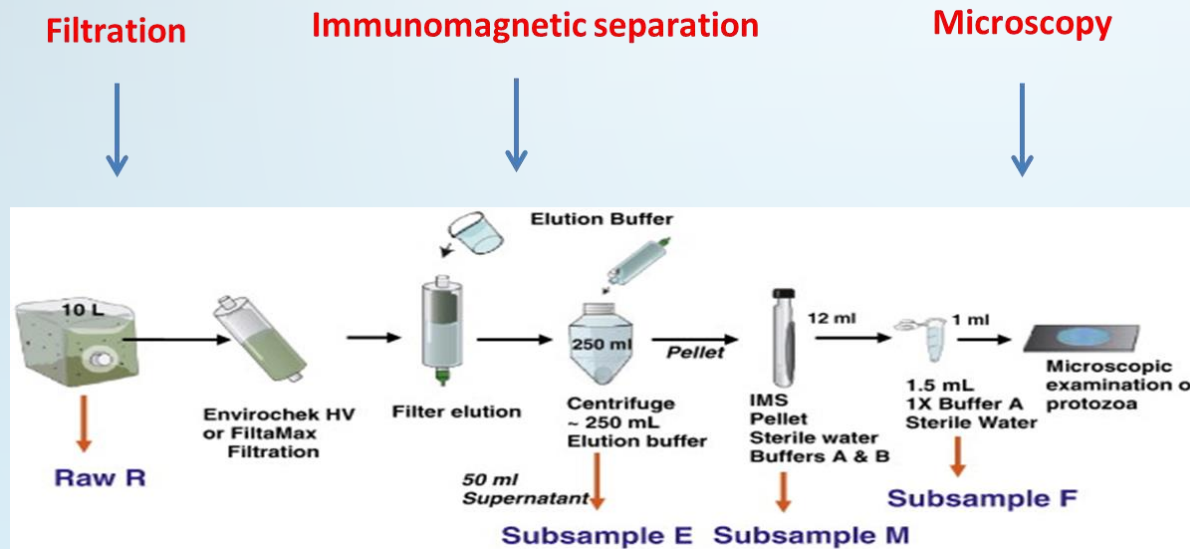 Filtration
Immunomagnetic separation
Microscopy
Elution Buffer
10 L
250 ml
Pellet
12 ml
1 ml
Envirochek HV
or FiltaMax
Filtration
Filter elution
Centrifuge
~ 250 mL
Elution buffer
IMS
Pellet
Sterile water
Buffers A & B
1.5 mL
1X Buffer A
Sterile Water
Microscopic
examination o
protozoa
Raw R
50 ml
Supernatant
Subsample E
Subsample M
Subsample F